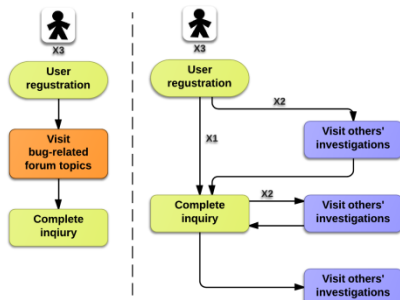 X3
User
regustration
Visit
bug-related
forum topics
Complete
inqiury
X3
User
regustration
X2
X1
Visit others'
investigations
Complete
inquiry
X2
Visit others'
investigations
Visit others'
investigations